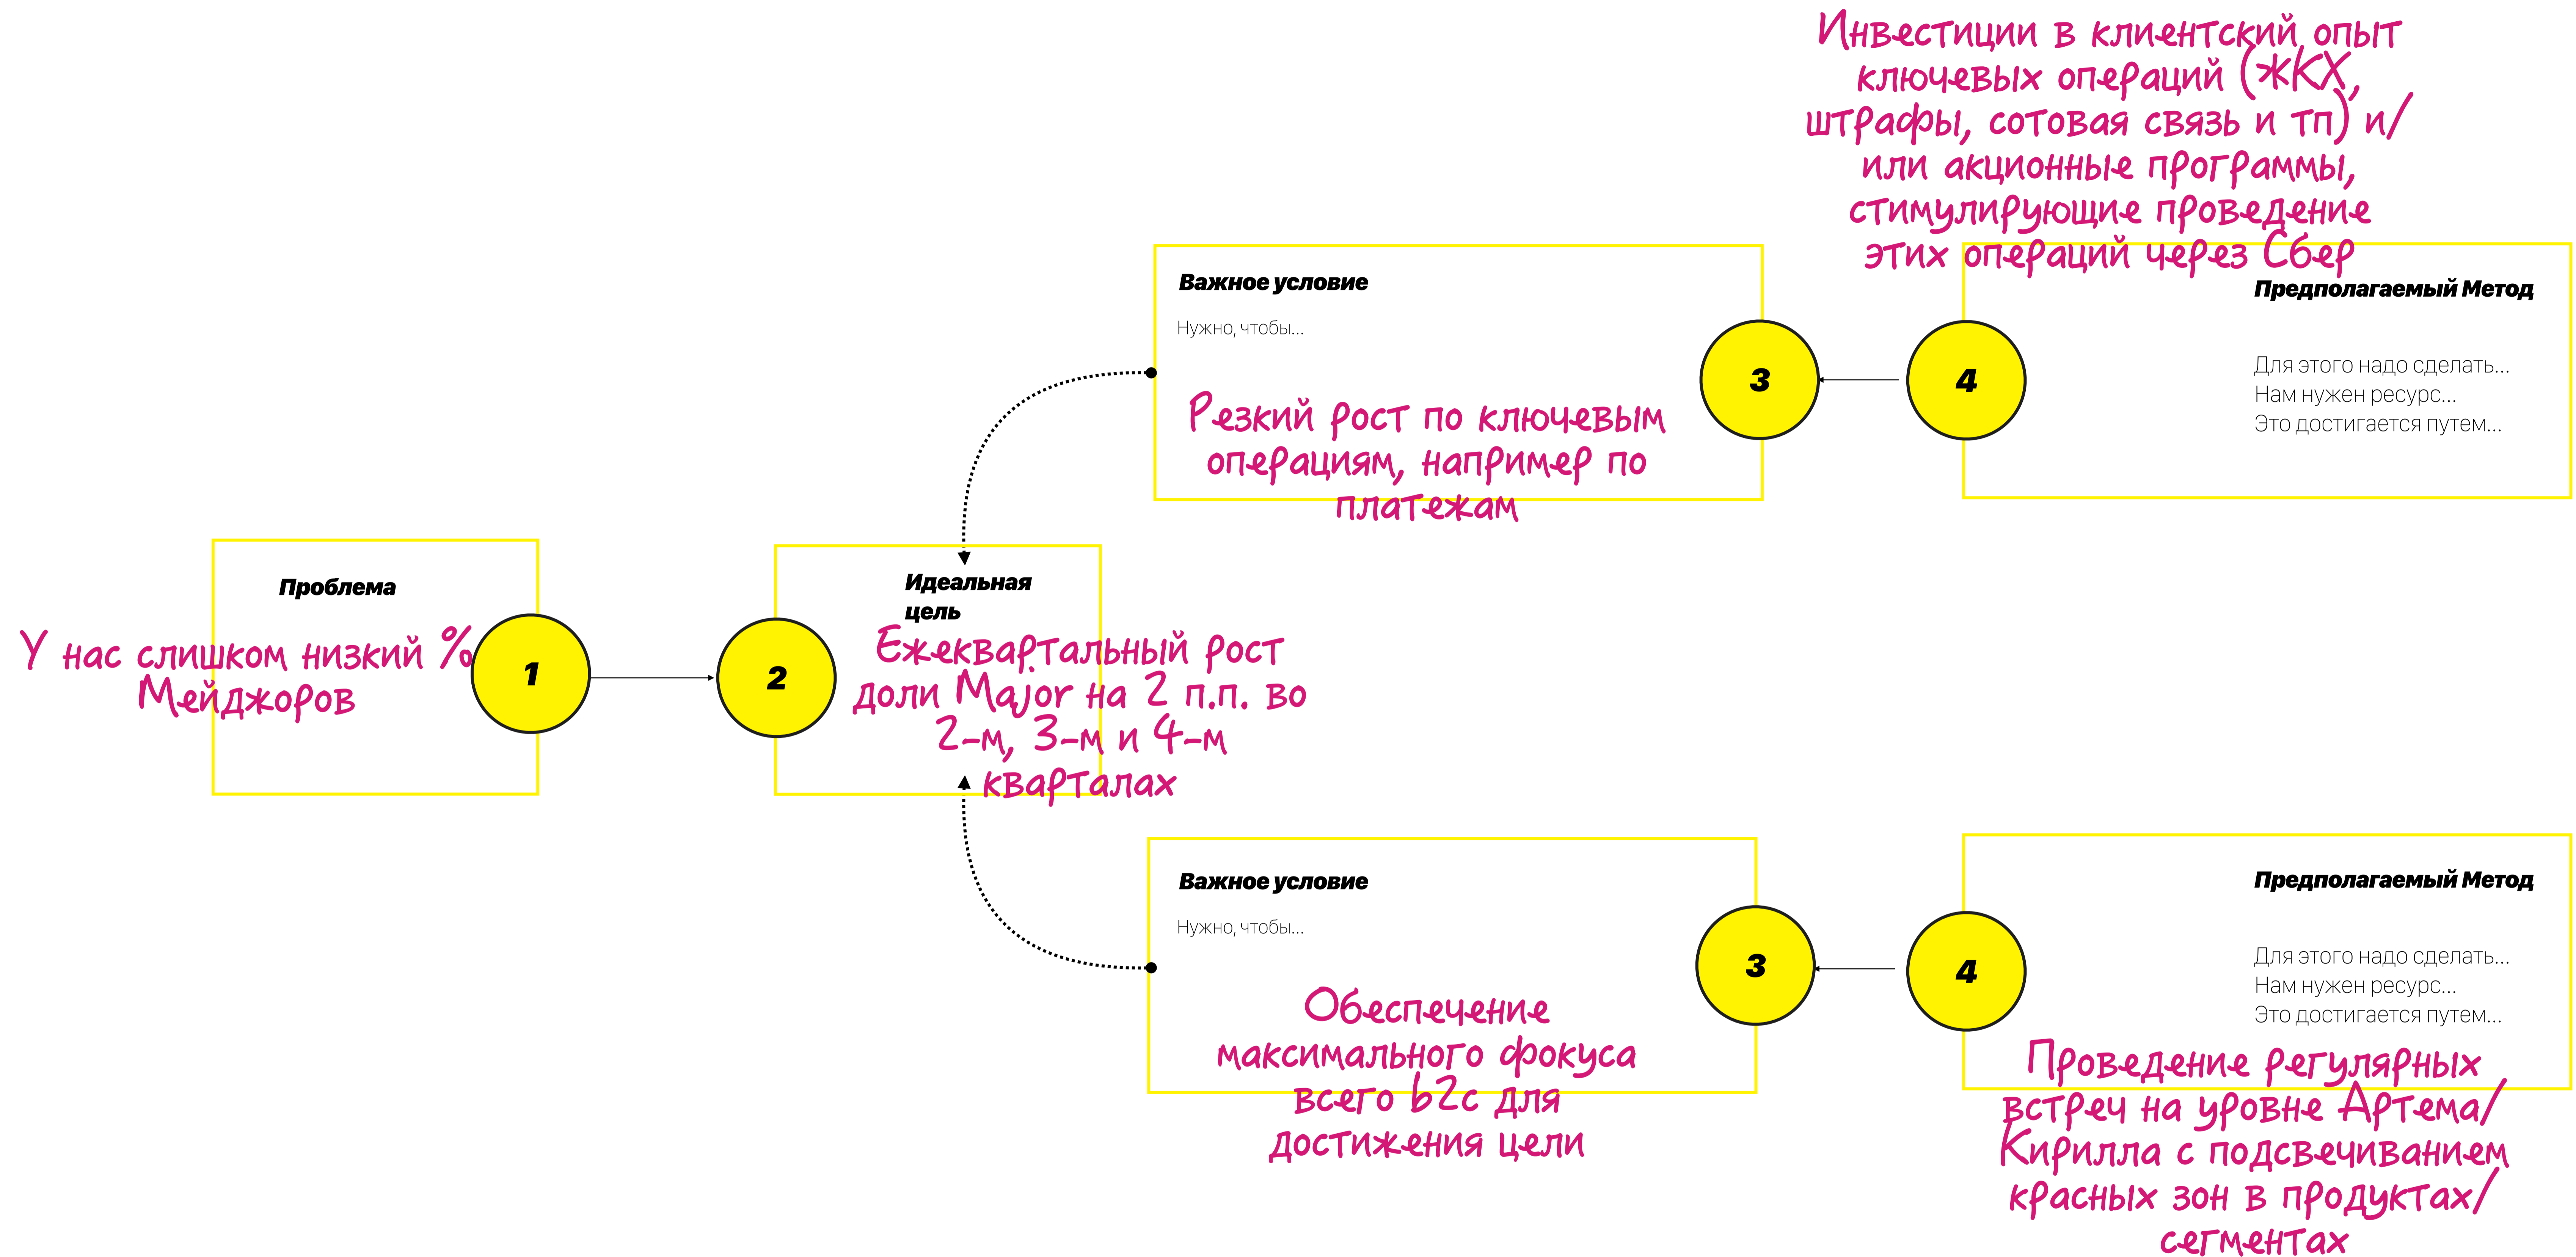 Инвестиции в клиентский опыт
ключевых операций (ЖКХ,
штрафы, сотовая связь и тп) и/
или акционные программы,
стимулирующие проведение
этих операций через Сбер
Важное условие
Нужно, чтобы...
Резкий рост по ключевым
операциям, например по
платежам
3
4
Предполагаемый Метод
Для этого надо сделать...
Нам нужен ресурс...
Это достигается путем...
Проблема
У нас слишком низкий %
Мейджоров
1
2
Идеальная
цель
Ежеквартальный рост
доли Major на 2 п.п. во
2-м, 3-м и 4-м
кварталах
Важное условие
Нужно, чтобы...
Обеспечение
максимального фокуса
всего b2c для
достижения цели
3
4
Предполагаемый Метод
Для этого надо сделать...
Нам нужен ресурс...
Это достигается путем...
Проведение регулярных
встреч на уровне Артема/
Кирилла с подсвечиванием
красных зон в продуктах/
сегментах